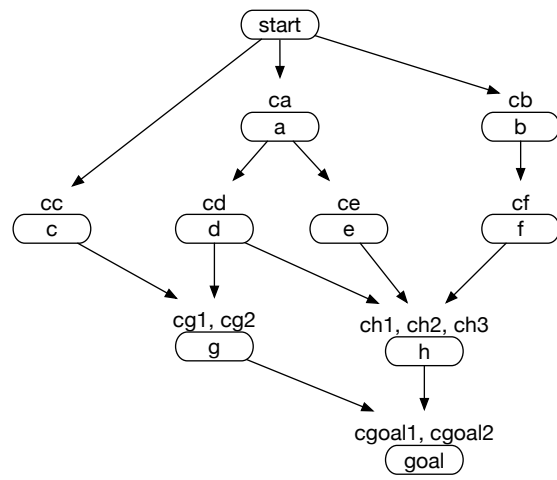 start
ca
a
cb
b
cc
c
cd
d
ce
e
cf
f
cg1, cg2
g
ch1, ch2, ch3
h
cgoal1, cgoal2
goal